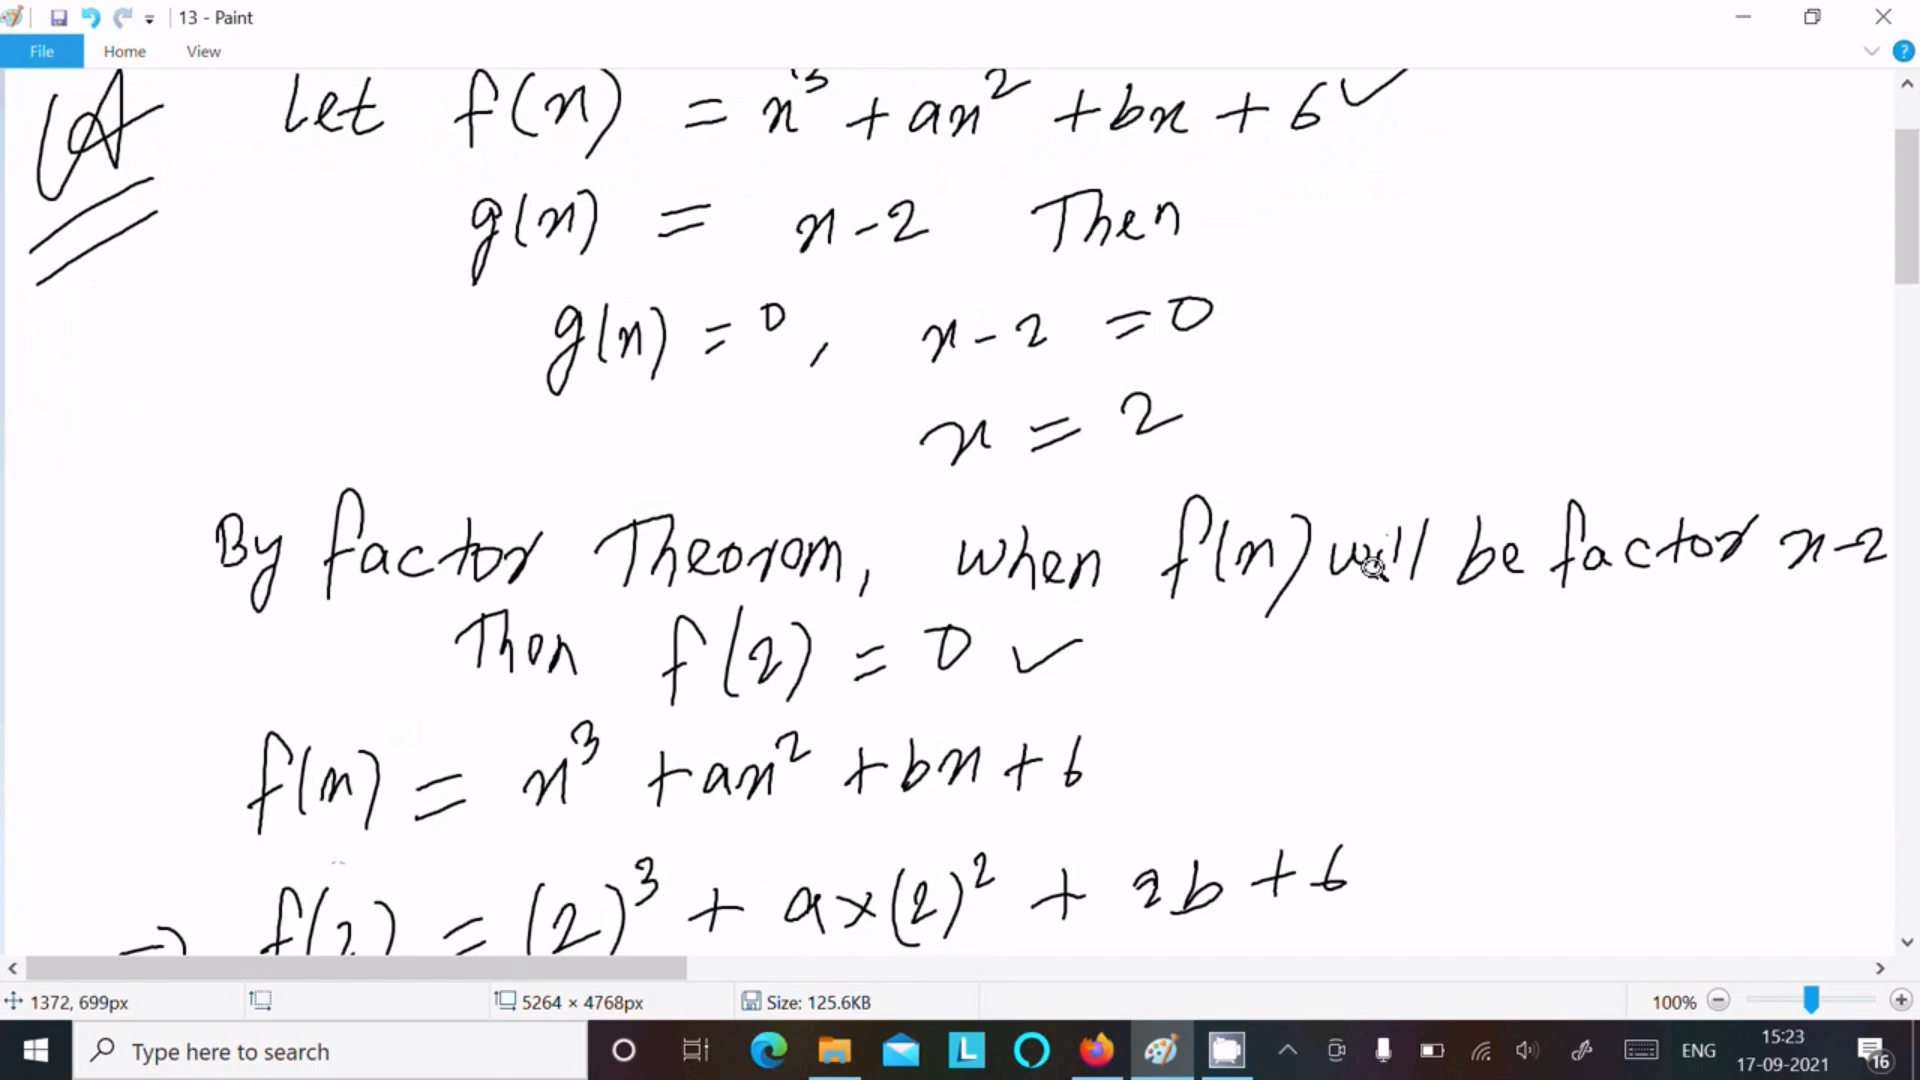 13 - Paint
File Home View
A Let f(x) = x³ + ax² + bx + 6 ✓
g(x) = x - 2 Then
g(x) = 0, x - 2 = 0
x = 2
By factor Theorem, when f(x) will be factor x-2
Then f(2) = 0 ✓
f(x) = x³ + ax² + bx + 6
⇒ f(2) = (2)³ + a×(2)² + 2b + 6
1372, 699px 5264 × 4768px Size: 125.6KB 100%
Type here to search ENG 15:23
17-09-2021 16